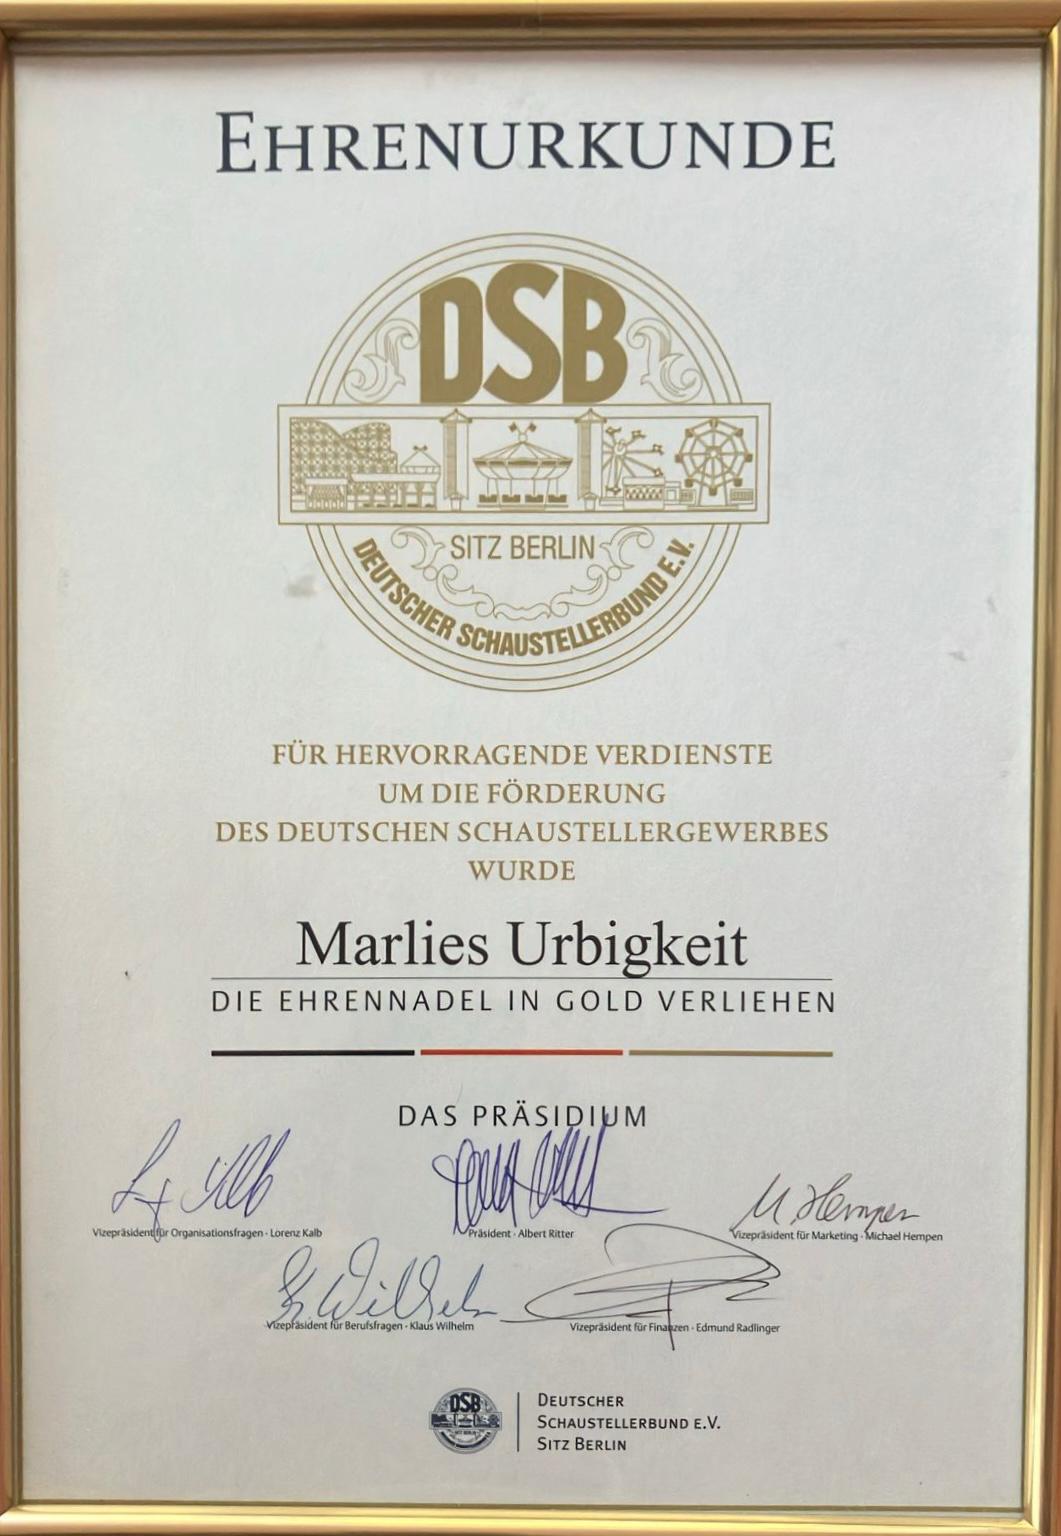 EHRENURKUNDE
DSB
SITZ BERLIN
DEUTSCHER SCHAUSTELLERBUND E.V.
FÜR HERVORRAGENDE VERDIENSTE
UM DIE FÖRDERUNG
DES DEUTSCHEN SCHAUSTELLERGEWERBES
WURDE
Marlies Urbigkeit
DIE EHRENNADEL IN GOLD VERLIEHEN
DAS PRÄSIDIUM
M. Hempen
Vizepräsident für Organisationsfragen · Lorenz Kalb
Präsident · Albert Ritter
Vizepräsident für Marketing · Michael Hempen
K. Wilhelm
Vizepräsident für Berufsfragen · Klaus Wilhelm
Vizepräsident für Finanzen · Edmund Radlinger
DSB
DEUTSCHER
SCHAUSTELLERBUND E.V.
SITZ BERLIN